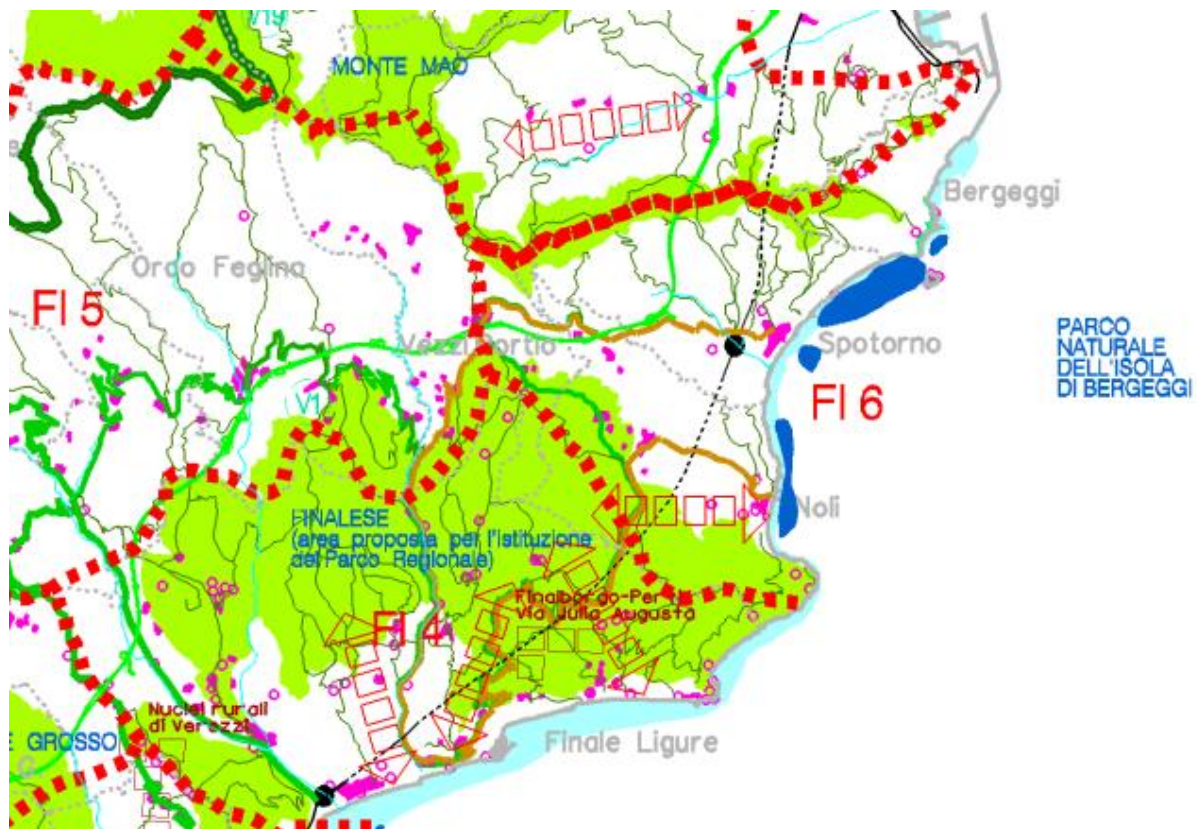 V19
MONTE MAO
Bergeggi
Orco Feglino
FI 5
Vezzi Portio
Spotorno
PARCO
NATURALE
DELL'ISOLA
DI BERGEGGI
FI 6
V1
Noli
FINALESE
(area proposta per l'istituzione
del Parco Regionale)
Via Julia Augusta
FI 4
Nuclei rurali
di Verezzi
E GROSSO
Finale Ligure